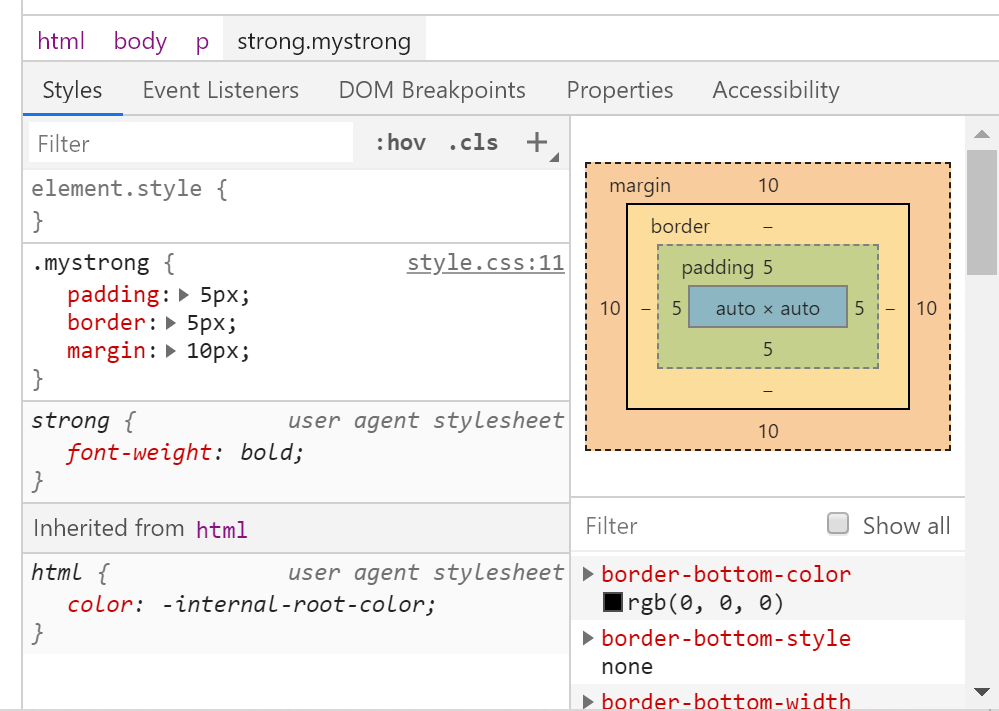 html body p strong.mystrong
Styles Event Listeners DOM Breakpoints Properties Accessibility
Filter :hov .cls +
element.style {
}
.mystrong { style.css:11
padding: 5px;
border: 5px;
margin: 10px;
}
strong { user agent stylesheet
font-weight: bold;
}
Inherited from html
html { user agent stylesheet
color: -internal-root-color;
}
margin 10
border –
padding 5
10 – 5 auto × auto 5 – 10
5
–
10
Filter Show all
border-bottom-color
rgb(0, 0, 0)
border-bottom-style
none
border-bottom-width